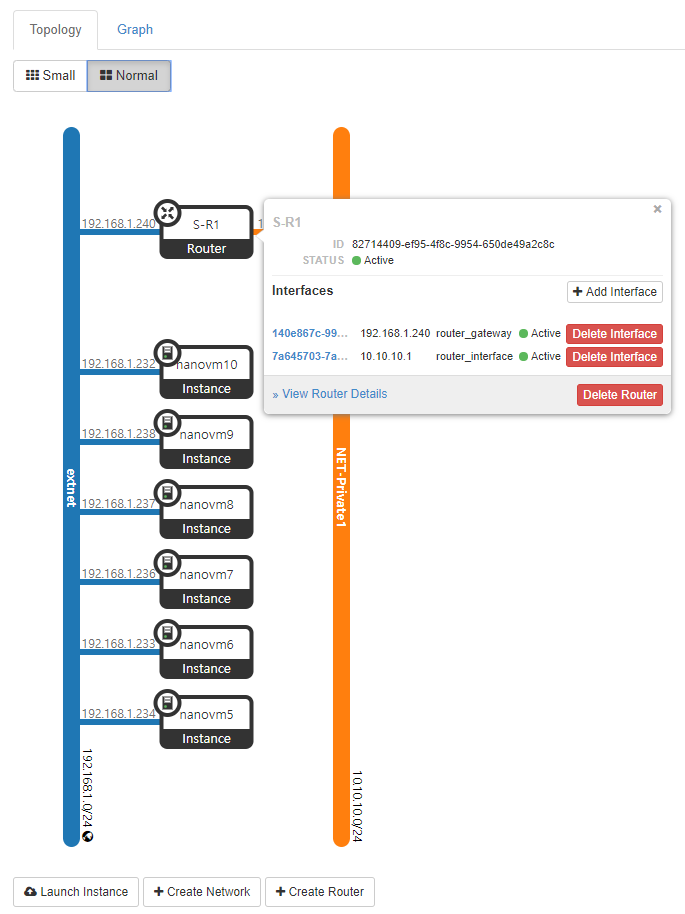 Topology Graph
Small Normal
192.168.1.240
S-R1
Router
1
S-R1
ID 82714409-ef95-4f8c-9954-650de49a2c8c
STATUS Active
Interfaces
+ Add Interface
140e867c-99... 192.168.1.240 router_gateway Active Delete Interface
7a645703-7a... 10.10.10.1 router_interface Active Delete Interface
» View Router Details Delete Router
192.168.1.232
nanovm10
Instance
192.168.1.238
nanovm9
Instance
192.168.1.237
nanovm8
Instance
192.168.1.236
nanovm7
Instance
192.168.1.233
nanovm6
Instance
192.168.1.234
nanovm5
Instance
extnet
NET-Private1
192.168.1.0/24
10.10.10.0/24
Launch Instance + Create Network + Create Router